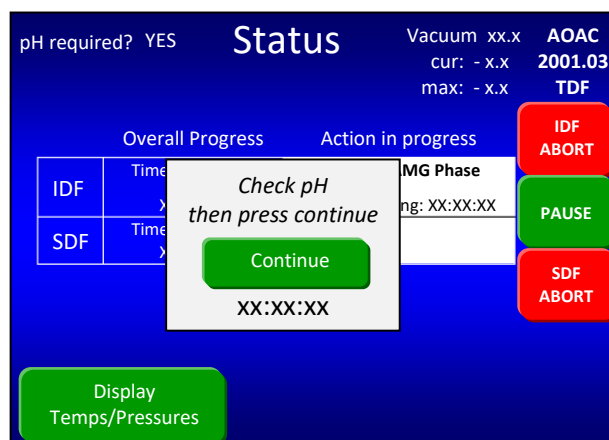 pH required? YES
Status
Vacuum xx.x
cur: - x.x
max: - x.x
AOAC
2001.03
TDF
Overall Progress
Action in progress
IDF
ABORT
IDF
Time
AMG Phase
ng: XX:XX:XX
Check pH
then press continue
PAUSE
SDF
Time
Continue
SDF
ABORT
xx:xx:xx
Display
Temps/Pressures